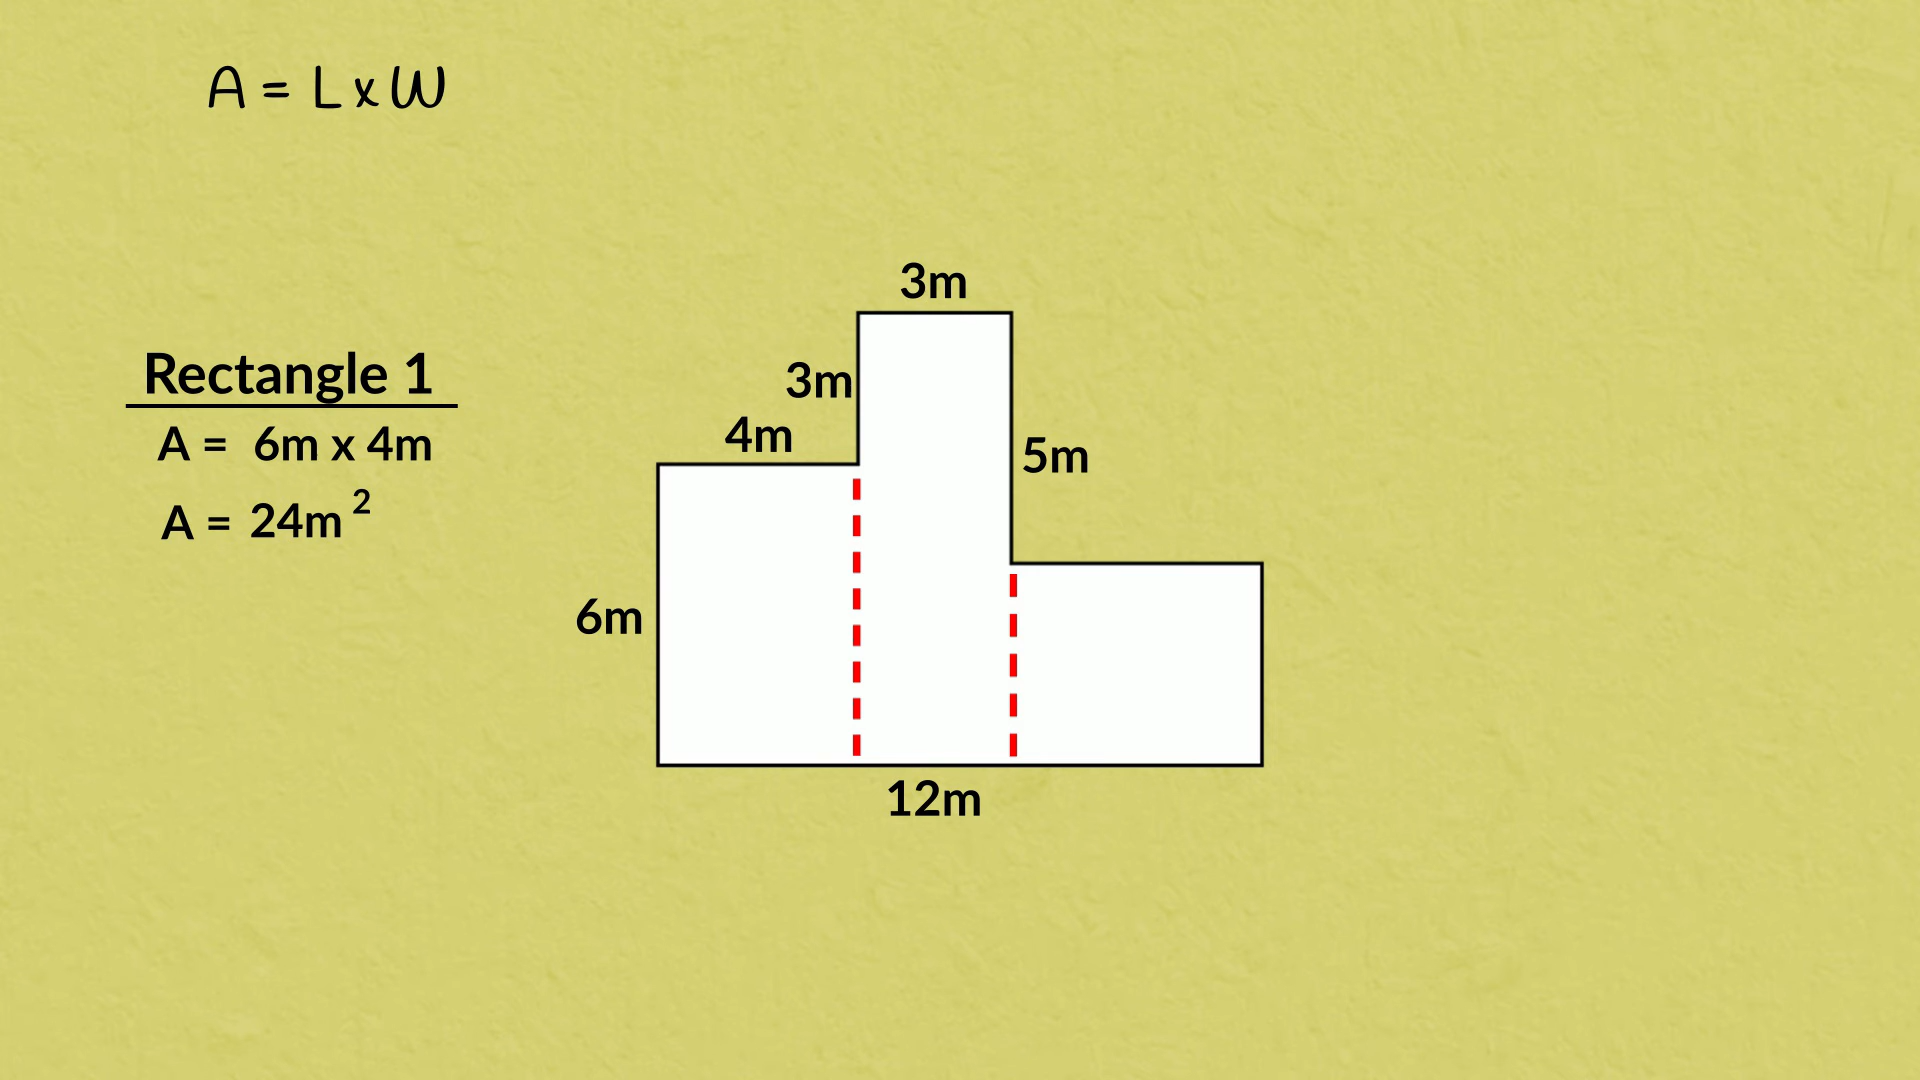 A = L x W
Rectangle 1
A = 6m x 4m
A = 24m ²
3m
3m
4m
5m
6m
12m